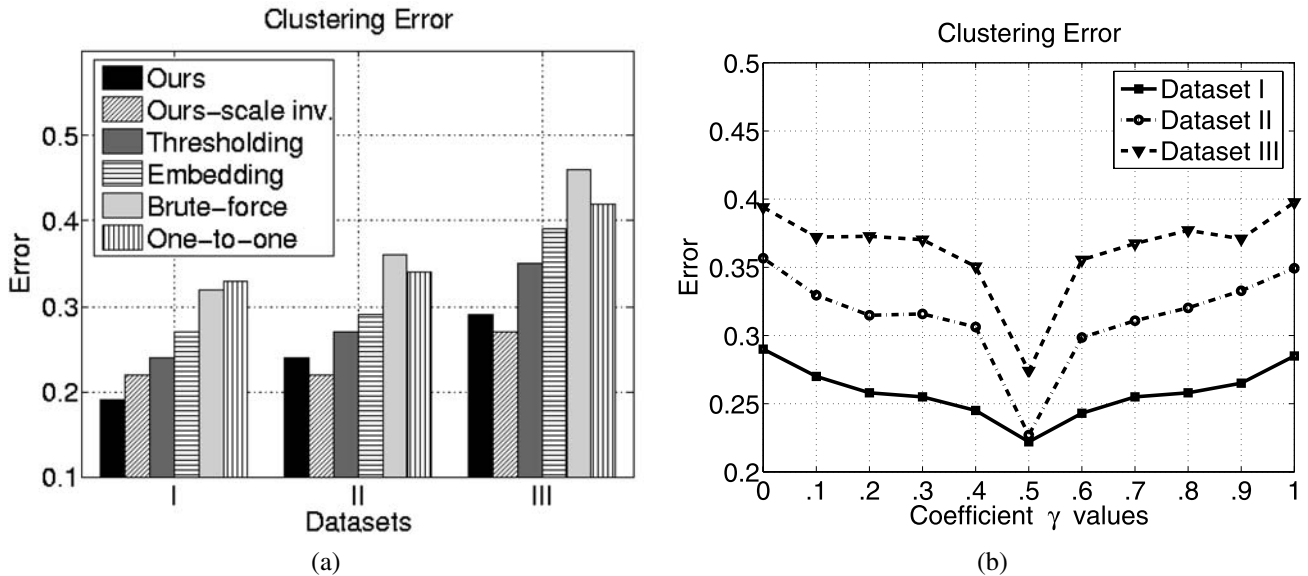 Clustering Error
Ours
Ours-scale inv.
Thresholding
Embedding
Brute-force
One-to-one
0.5
0.4
0.3
0.2
0.1
Error
I II III
Datasets
(a)
Clustering Error
Dataset I
Dataset II
Dataset III
0.5
0.45
0.4
0.35
0.3
0.25
0.2
Error
0 .1 .2 .3 .4 .5 .6 .7 .8 .9 1
Coefficient γ values
(b)